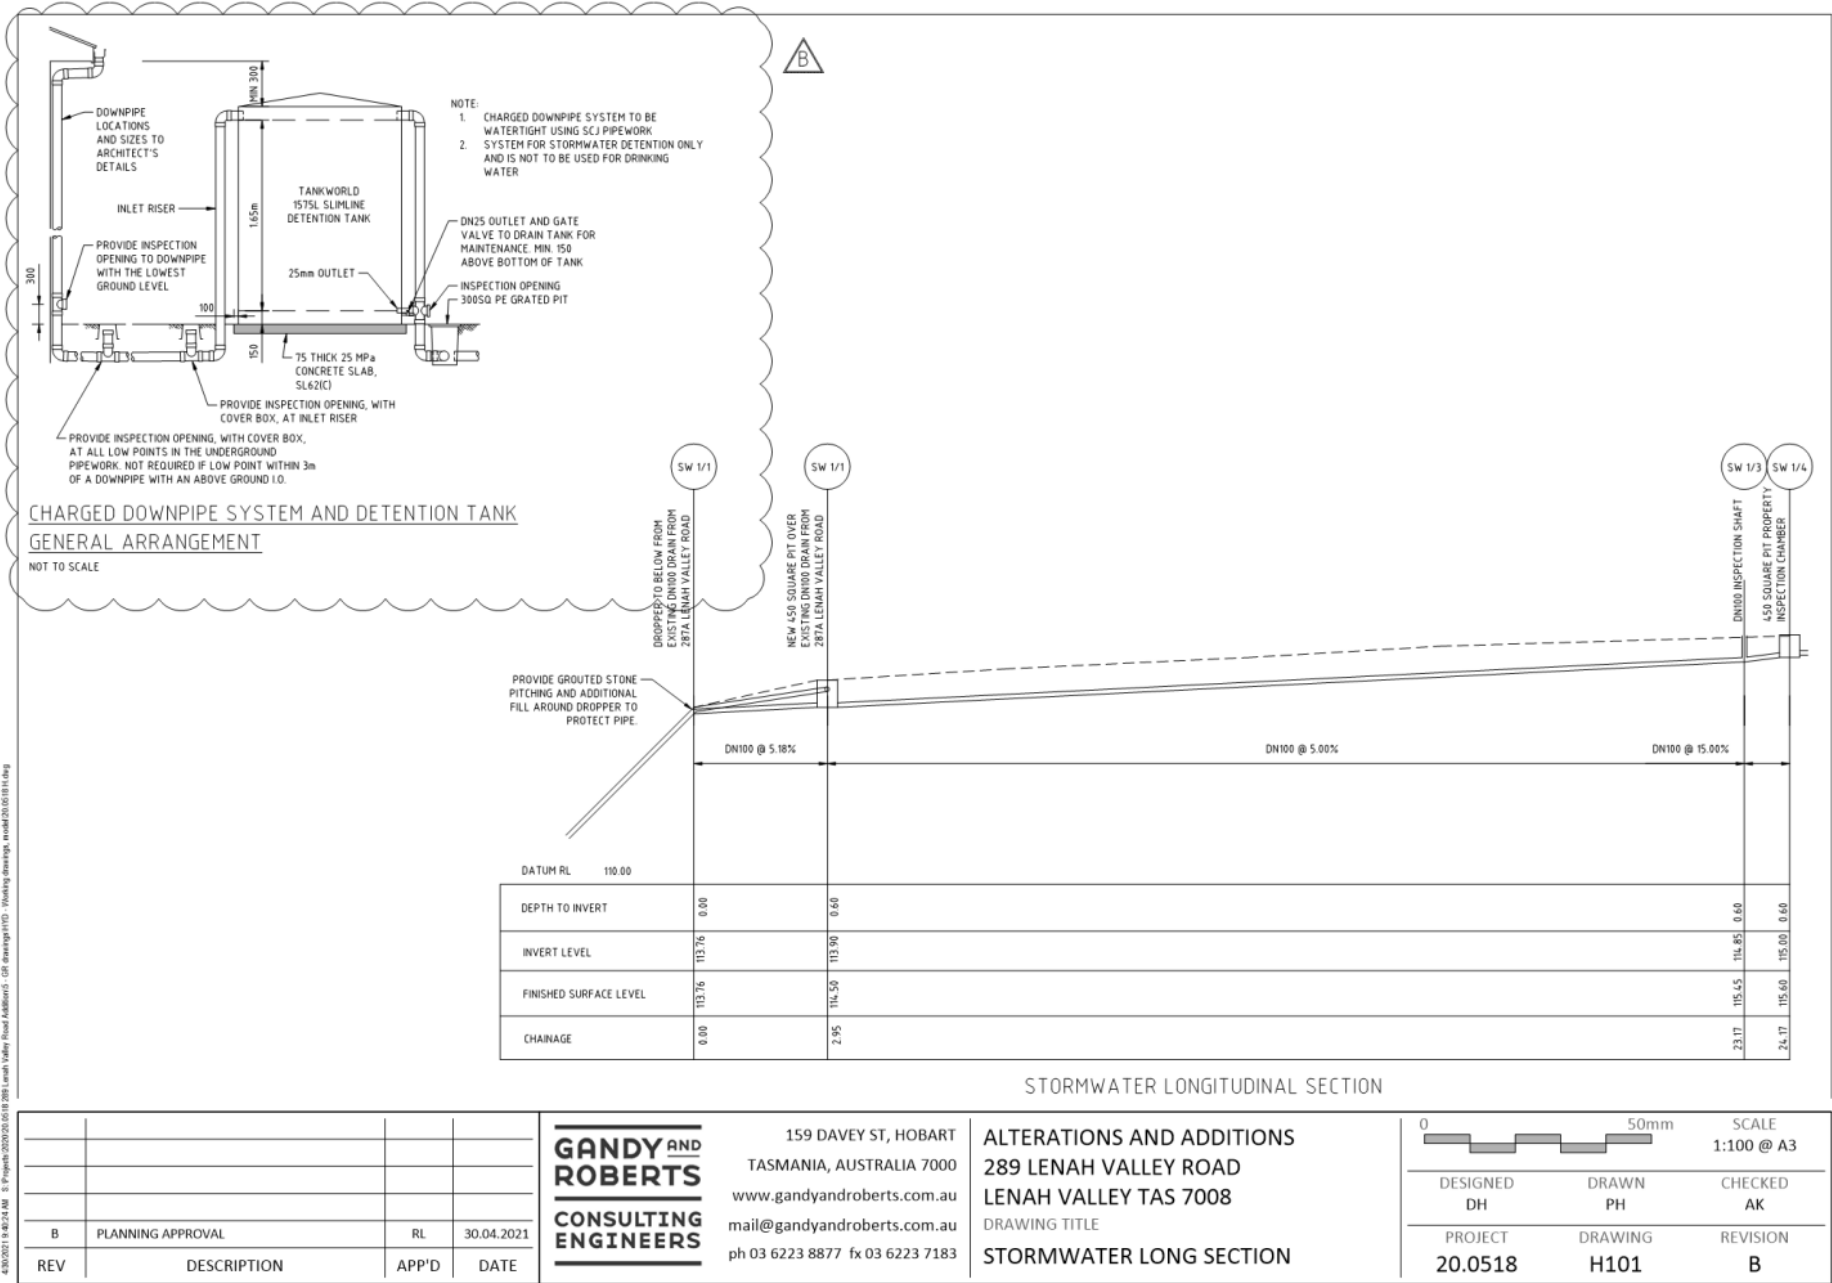 B
MIN 300
DOWNPIPE
LOCATIONS
AND SIZES TO
ARCHITECT'S
DETAILS
NOTE:
1. CHARGED DOWNPIPE SYSTEM TO BE
WATERTIGHT USING SCJ PIPEWORK
2. SYSTEM FOR STORMWATER DETENTION ONLY
AND IS NOT TO BE USED FOR DRINKING
WATER
TANKWORLD
1575L SLIMLINE
DETENTION TANK
INLET RISER
1.65m
DN25 OUTLET AND GATE
VALVE TO DRAIN TANK FOR
MAINTENANCE. MIN. 150
ABOVE BOTTOM OF TANK
PROVIDE INSPECTION
OPENING TO DOWNPIPE
WITH THE LOWEST
GROUND LEVEL
300
25mm OUTLET
INSPECTION OPENING
300SQ PE GRATED PIT
100
150
75 THICK 25 MPa
CONCRETE SLAB,
SL62(C)
PROVIDE INSPECTION OPENING, WITH
COVER BOX, AT INLET RISER
PROVIDE INSPECTION OPENING, WITH COVER BOX,
AT ALL LOW POINTS IN THE UNDERGROUND
PIPEWORK. NOT REQUIRED IF LOW POINT WITHIN 3m
OF A DOWNPIPE WITH AN ABOVE GROUND I.O.
CHARGED DOWNPIPE SYSTEM AND DETENTION TANK
GENERAL ARRANGEMENT
NOT TO SCALE
SW 1/1
SW 1/1
SW 1/3
SW 1/4
DROPPER TO BELOW FROM
EXISTING DN100 DRAIN FROM
287A LENAH VALLEY ROAD
NEW 450 SQUARE PIT OVER
EXISTING DN100 DRAIN FROM
287A LENAH VALLEY ROAD
DN100 INSPECTION SHAFT
450 SQUARE PIT PROPERTY
INSPECTION CHAMBER
PROVIDE GROUTED STONE
PITCHING AND ADDITIONAL
FILL AROUND DROPPER TO
PROTECT PIPE.
DN100 @ 5.18%
DN100 @ 5.00%
DN100 @ 15.00%
DATUM RL 110.00
DEPTH TO INVERT 0.00 0.60 0.60 0.60
INVERT LEVEL 113.76 113.90 114.85 115.00
FINISHED SURFACE LEVEL 113.76 114.50 115.45 115.60
CHAINAGE 0.00 2.95 23.17 24.17
STORMWATER LONGITUDINAL SECTION
B PLANNING APPROVAL RL 30.04.2021
REV DESCRIPTION APP'D DATE
GANDY AND
ROBERTS
CONSULTING
ENGINEERS
159 DAVEY ST, HOBART
TASMANIA, AUSTRALIA 7000
www.gandyandroberts.com.au
mail@gandyandroberts.com.au
ph 03 6223 8877 fx 03 6223 7183
ALTERATIONS AND ADDITIONS
289 LENAH VALLEY ROAD
LENAH VALLEY TAS 7008
DRAWING TITLE
STORMWATER LONG SECTION
0 50mm
SCALE
1:100 @ A3
DESIGNED DRAWN CHECKED
DH PH AK
PROJECT DRAWING REVISION
20.0518 H101 B